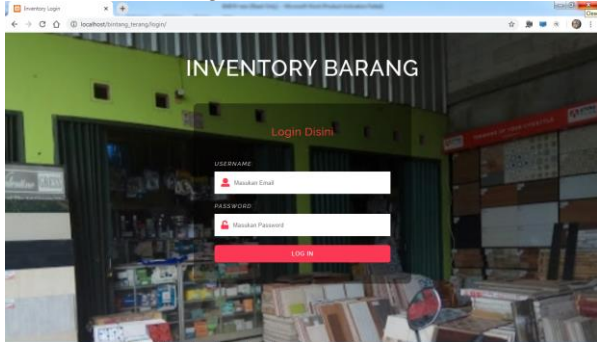 Inventory Login
localhost/bintang_terang/login/
INVENTORY BARANG
Login Disini
USERNAME
Masukan Email
PASSWORD
Masukan Password
LOG IN